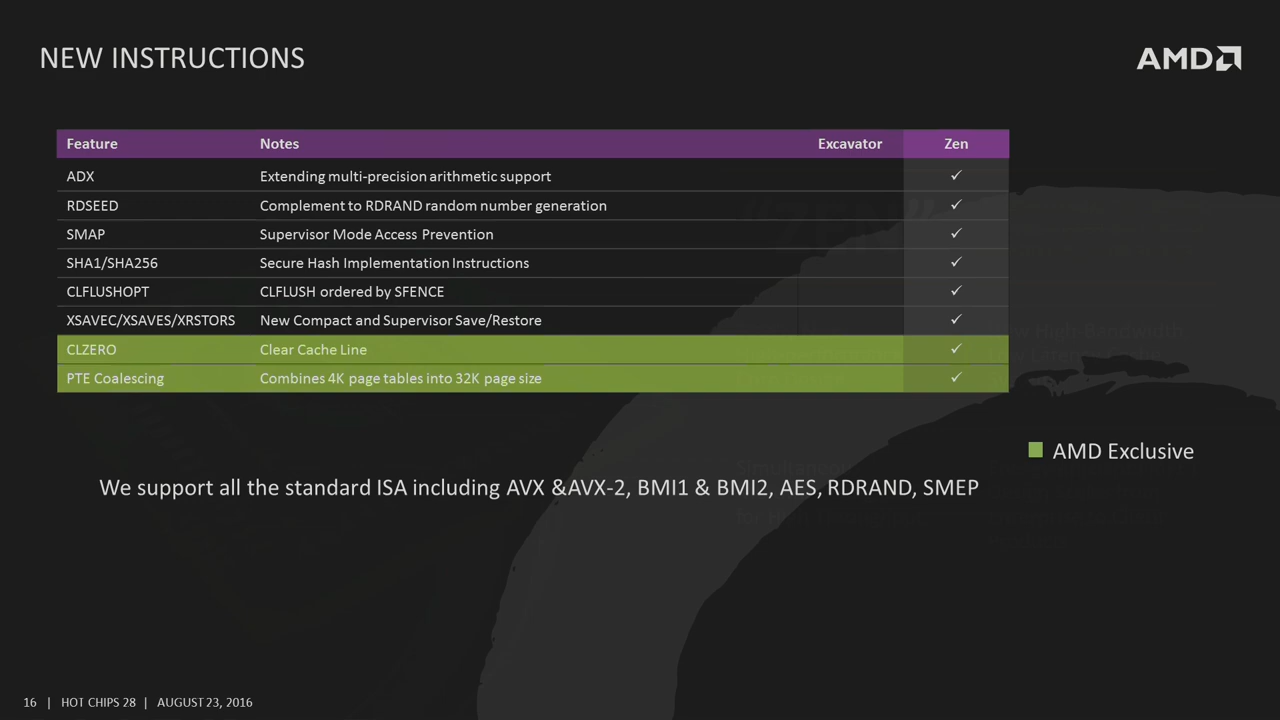 NEW INSTRUCTIONS
AMD
Feature Notes Excavator Zen
ADX Extending multi-precision arithmetic support ✓
RDSEED Complement to RDRAND random number generation ✓
SMAP Supervisor Mode Access Prevention ✓
SHA1/SHA256 Secure Hash Implementation Instructions ✓
CLFLUSHOPT CLFLUSH ordered by SFENCE ✓
XSAVEC/XSAVES/XRSTORS New Compact and Supervisor Save/Restore ✓
CLZERO Clear Cache Line ✓
PTE Coalescing Combines 4K page tables into 32K page size ✓
AMD Exclusive
We support all the standard ISA including AVX &AVX-2, BMI1 & BMI2, AES, RDRAND, SMEP
16 | HOT CHIPS 28 | AUGUST 23, 2016